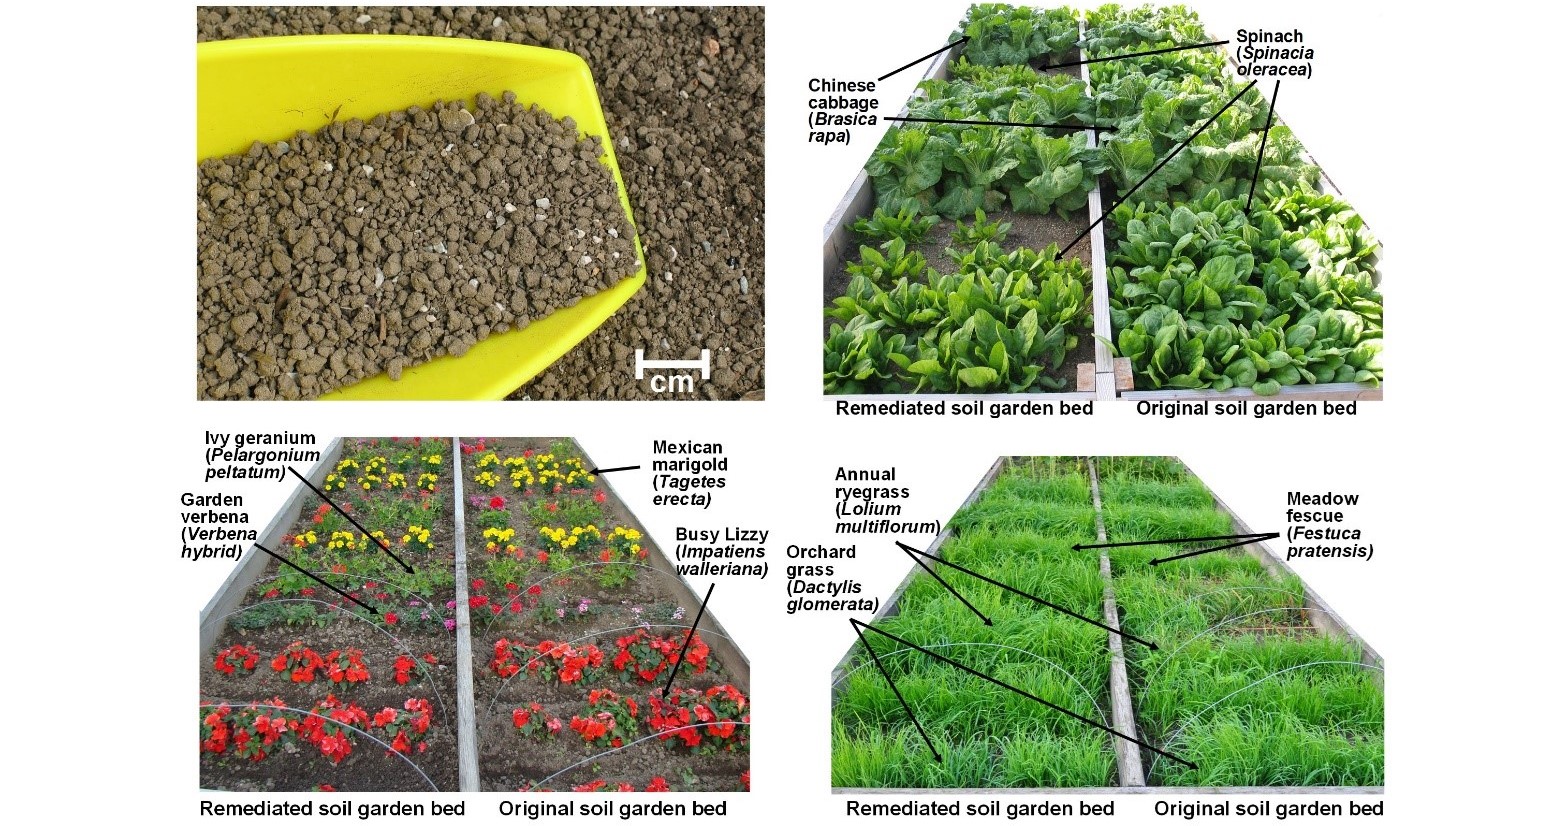 cm
Spinach
(Spinacia
oleracea)
Chinese
cabbage
(Brasica
rapa)
Remediated soil garden bed
Original soil garden bed
Ivy geranium
(Pelargonium
peltatum)
Garden
verbena
(Verbena
hybrid)
Mexican
marigold
(Tagetes
erecta)
Busy Lizzy
(Impatiens
walleriana)
Remediated soil garden bed
Original soil garden bed
Annual
ryegrass
(Lolium
multiflorum)
Orchard
grass
(Dactylis
glomerata)
Meadow
fescue
(Festuca
pratensis)
Remediated soil garden bed
Original soil garden bed